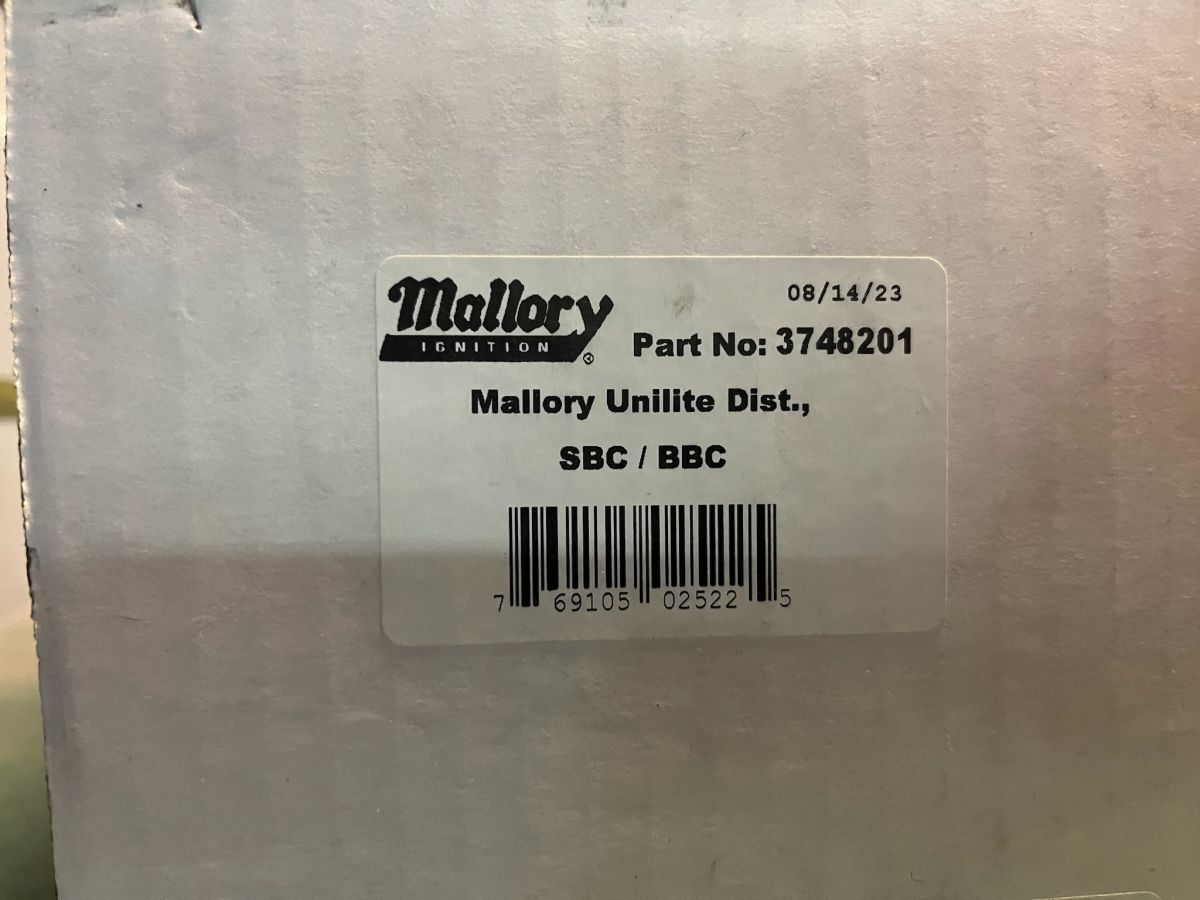 Mallory
IGNITION
®
08/14/23
Part No: 3748201
Mallory Unilite Dist.,
SBC / BBC
7 69105 02522 5